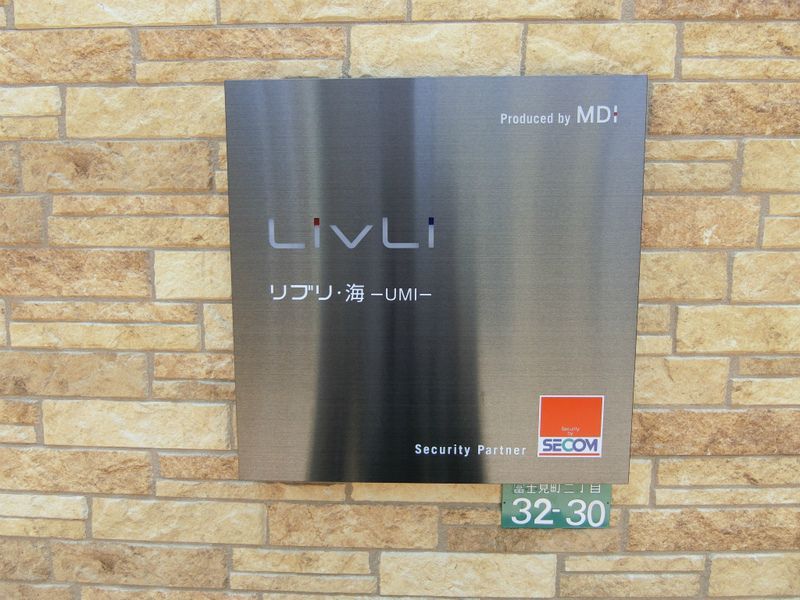 Produced by MDI
LivLi
リブリ・海 －UMI－
Security Partner
Security
by
SECOM
富士見町二丁目
32-30